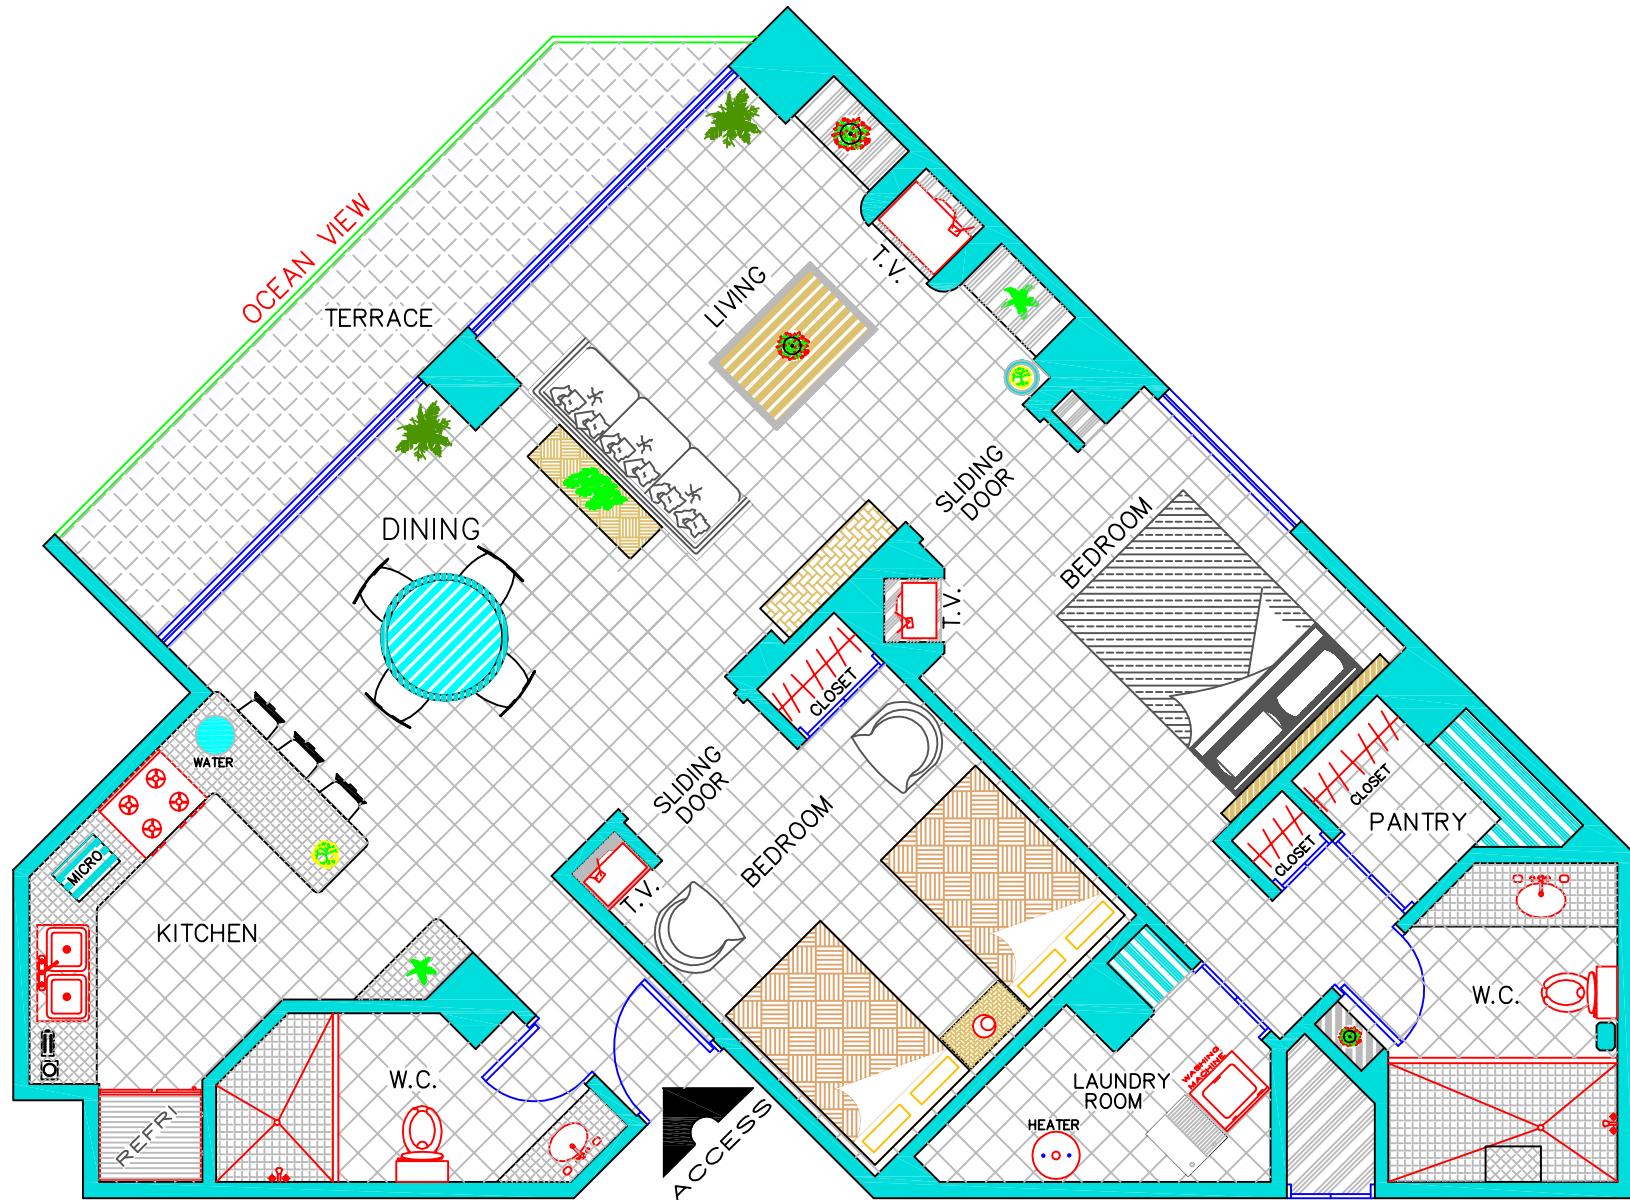 OCEAN VIEW
TERRACE
LIVING
T.V.
DINING
SLIDING
DOOR
BEDROOM
T.V.
CLOSET
WATER
SLIDING
DOOR
CLOSET
PANTRY
CLOSET
MICRO
BEDROOM
T.V.
KITCHEN
W.C.
W.C.
WASHING
MACHINE
LAUNDRY
ROOM
HEATER
REFRI
ACCESS